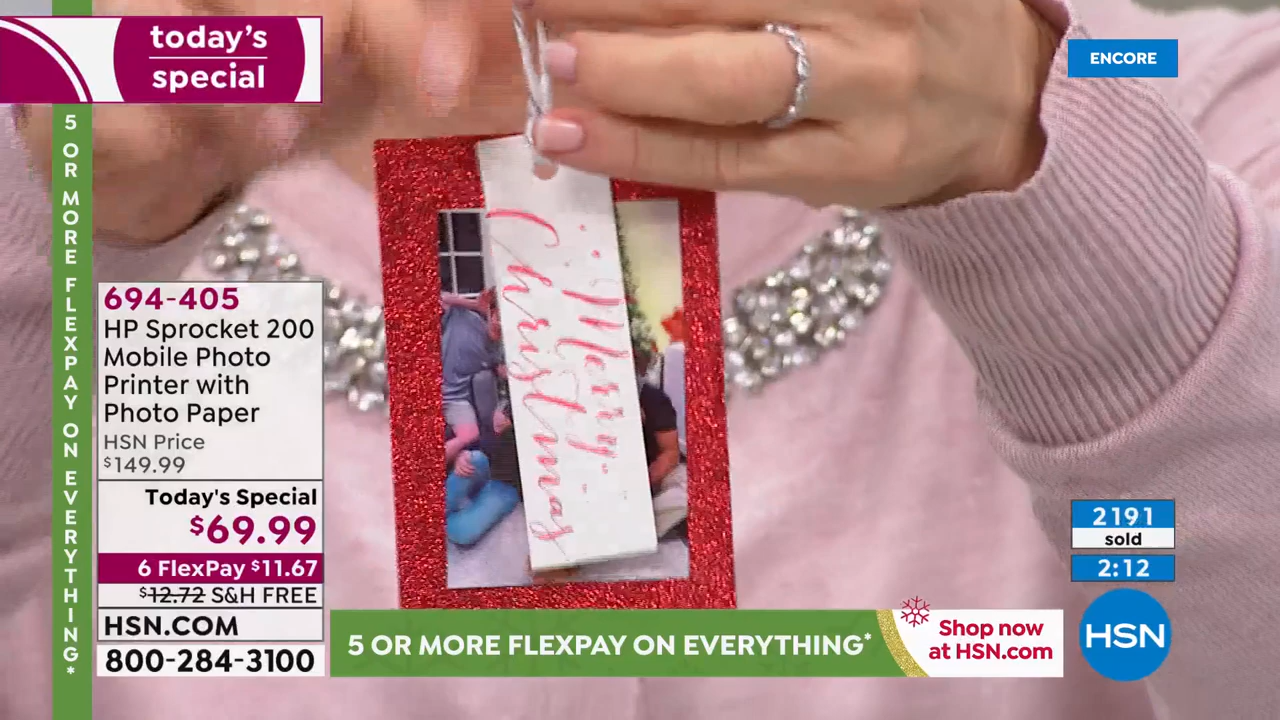 today's
special
ENCORE
5 OR MORE FLEXPAY ON EVERYTHING*
Merry
Christmas
694-405
HP Sprocket 200
Mobile Photo
Printer with
Photo Paper
HSN Price
$149.99
Today's Special
$69.99
6 FlexPay $11.67
$12.72 S&H FREE
HSN.COM
800-284-3100
5 OR MORE FLEXPAY ON EVERYTHING*
Shop now
at HSN.com
2191
sold
2:12
HSN